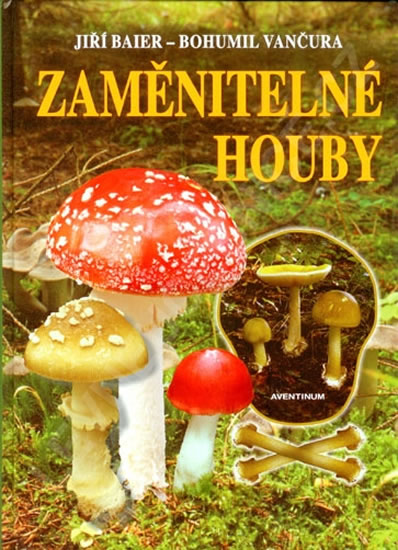 JIŘÍ BAIER – BOHUMIL VANČURA
ZAMĚNITELNÉ
HOUBY
AVENTINUM